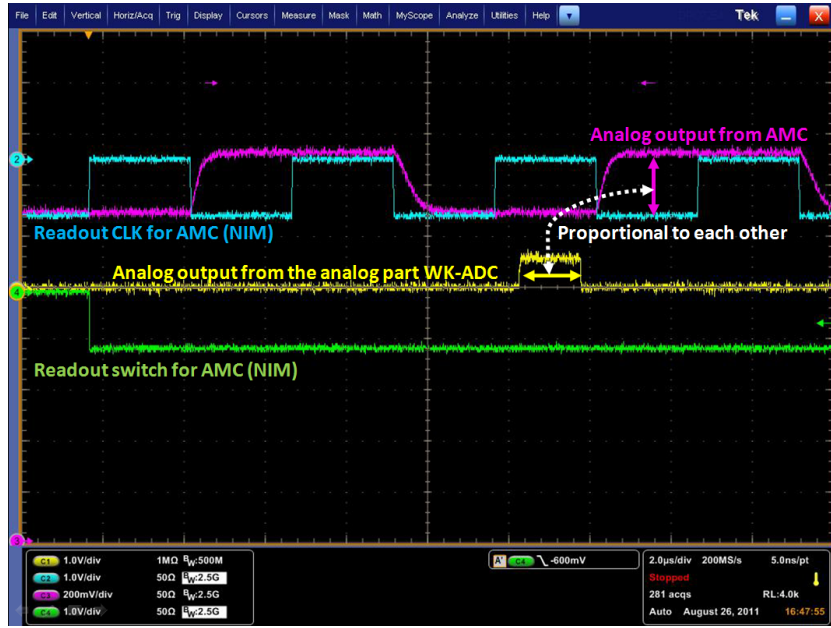 File Edit Vertical Horiz/Acq Trig Display Cursors Measure Mask Math MyScope Analyze Utilities Help Tek X
Analog output from AMC
2
Readout CLK for AMC (NIM)
Proportional to each other
Analog output from the analog part WK-ADC
4
Readout switch for AMC (NIM)
3
C1 1.0V/div 1MΩ BW:500M
C2 1.0V/div 50Ω BW:2.5G
C3 200mV/div 50Ω BW:2.5G
C4 1.0V/div 50Ω BW:2.5G
A' C4 -600mV
2.0µs/div 200MS/s 5.0ns/pt
Stopped
281 acqs RL:4.0k
Auto August 26, 2011 16:47:55